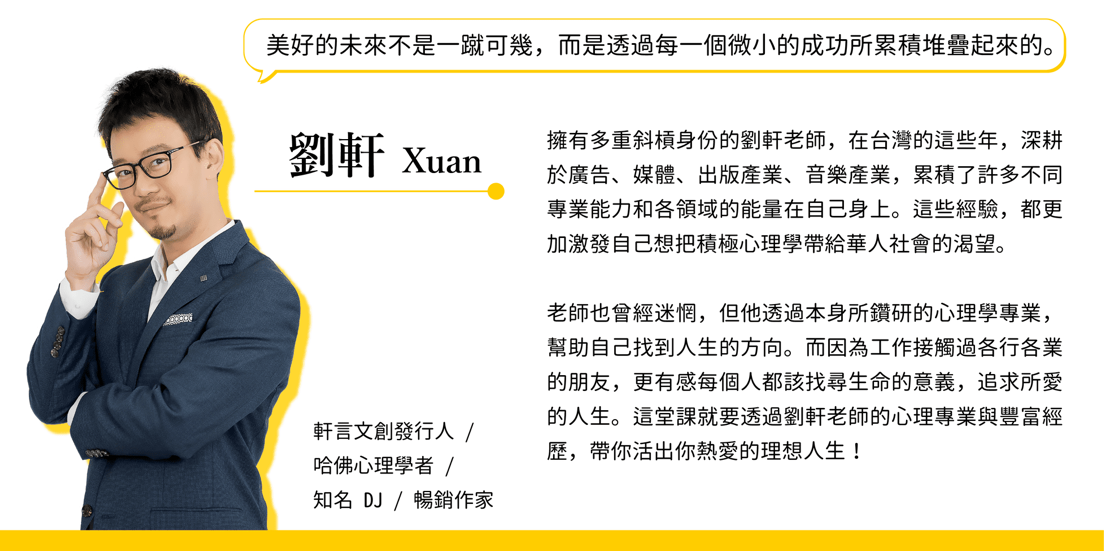 美好的未來不是一蹴可幾，而是透過每一個微小的成功所累積堆疊起來的。
劉軒 Xuan
擁有多重斜槓身份的劉軒老師，在台灣的這些年，深耕
於廣告、媒體、出版產業、音樂產業，累積了許多不同
專業能力和各領域的能量在自己身上。這些經驗，都更
加激發自己想把積極心理學帶給華人社會的渴望。
老師也曾經迷惘，但他透過本身所鑽研的心理學專業，
幫助自己找到人生的方向。而因為工作接觸過各行各業
的朋友，更有感每個人都該找尋生命的意義，追求所愛
的人生。這堂課就要透過劉軒老師的心理專業與豐富經
歷，帶你活出你熱愛的理想人生！
軒言文創發行人 /
哈佛心理學者 /
知名 DJ / 暢銷作家